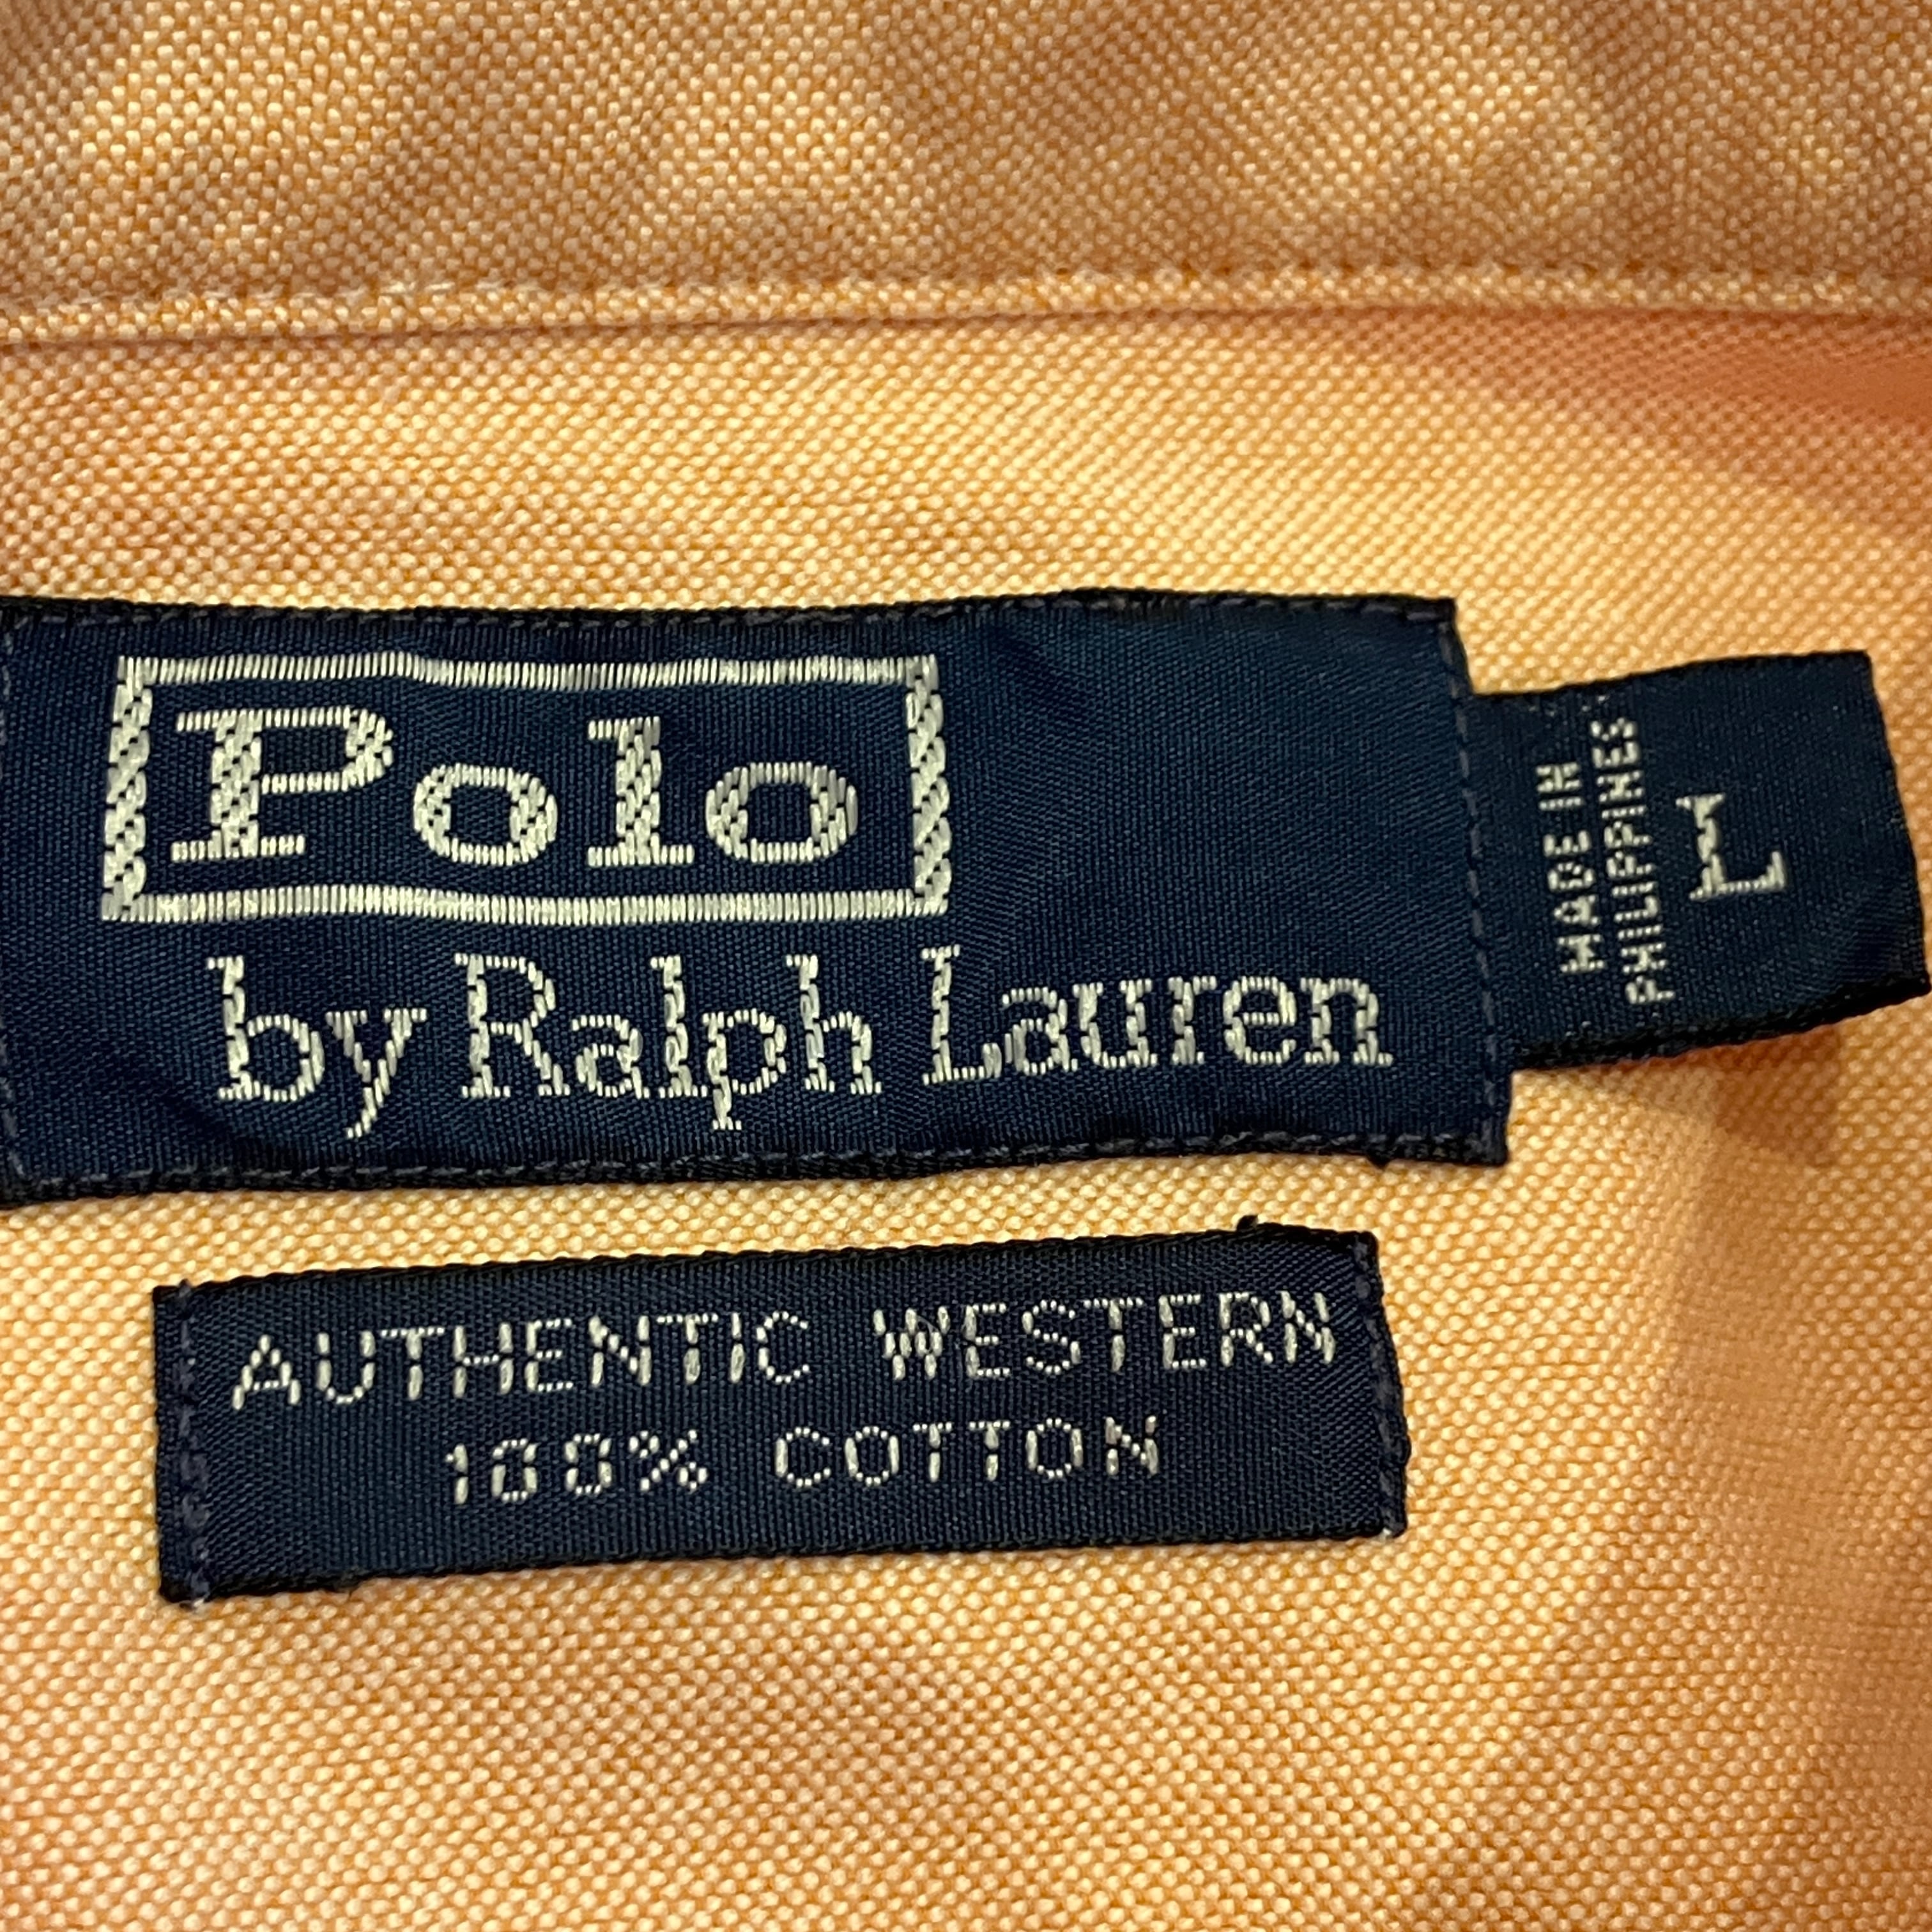 Polo
by Ralph Lauren
MADE IN
PHILIPPINES
L
AUTHENTIC WESTERN
100% COTTON